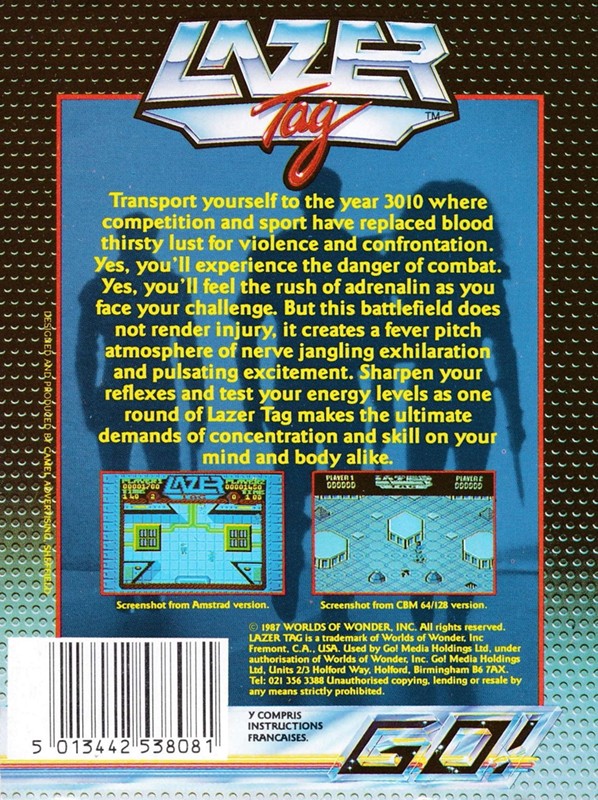 LAZER
Tag
TM
Transport yourself to the year 3010 where
competition and sport have replaced blood
thirsty lust for violence and confrontation.
Yes, you'll experience the danger of combat.
Yes, you'll feel the rush of adrenalin as you
face your challenge. But this battlefield does
not render injury, it creates a fever pitch
atmosphere of nerve jangling exhilaration
and pulsating excitement. Sharpen your
reflexes and test your energy levels as one
round of Lazer Tag makes the ultimate
demands of concentration and skill on your
mind and body alike.
DESIGNED AND PRODUCED BY CANEY ADVERTISING, SHEFFIELD
PLAYER1
LAZER
PLAYER2
PLAYER 1
000000
LAZER
TAG
PLAYER 2
000000
Screenshot from Amstrad version.
Screenshot from CBM 64/128 version.
© 1987 WORLDS OF WONDER, INC. All rights reserved.
LAZER TAG is a trademark of Worlds of Wonder, Inc
Fremont, C.A., USA. Used by Go! Media Holdings Ltd, under
authorisation of Worlds of Wonder, Inc. Go! Media Holdings
Ltd, Units 2/3 Holford Way, Holford, Birmingham B6 7AX.
Tel: 021 356 3388 Unauthorised copying, lending or resale by
any means strictly prohibited.
5 013442 538081
Y COMPRIS
INSTRUCTIONS
FRANCAISES.
GO!